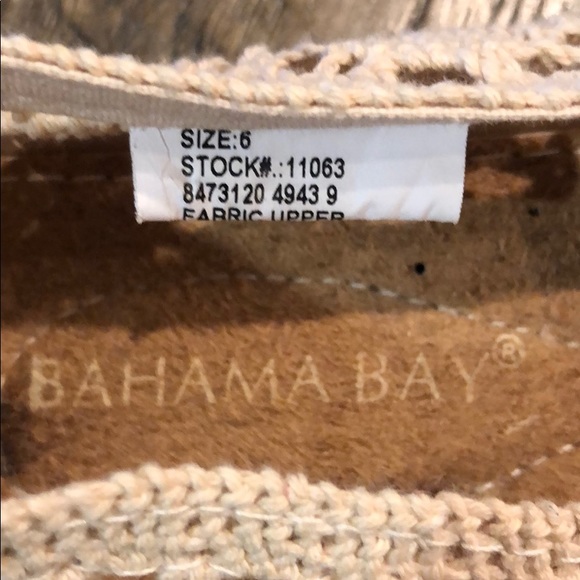 SIZE:6
STOCK#.:11063
8473120 4943 9
FABRIC UPPER
BAHAMA BAY®